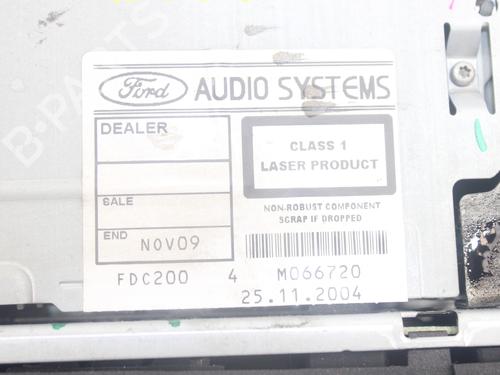 Ford AUDIO SYSTEMS
DEALER
CLASS 1
LASER PRODUCT
SALE
NON-ROBUST COMPONENT
SCRAP IF DROPPED
END NOV09
FDC200 4 M066720
25.11.2004
B-PARTS